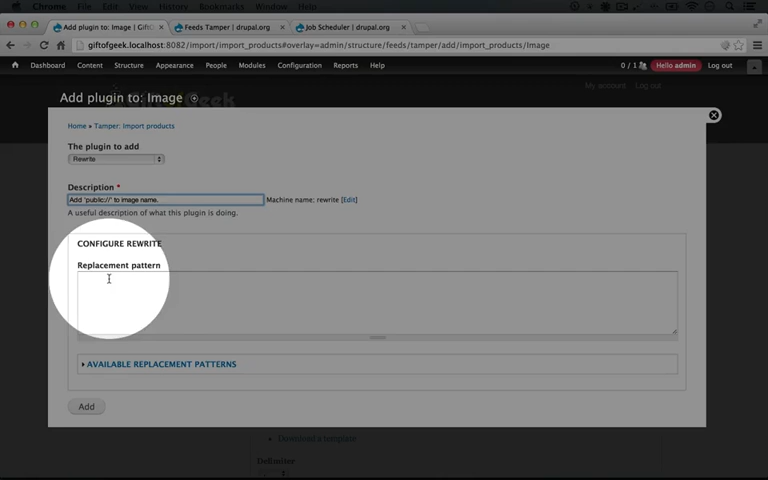 Chrome File Edit View History Bookmarks Window Help
Add plugin to: Image | GiftO
Feeds Tamper | drupal.org
Job Scheduler | drupal.org
giftofgeek.localhost:8082/import/import_products#overlay=admin/structure/feeds/tamper/add/import_products/Image
Dashboard Content Structure Appearance People Modules Configuration Reports Help
0 / 1
Hello admin
Log out
My account Log out
Add plugin to: Image
Geek
Home » Tamper: Import products
The plugin to add
Rewrite
Description *
Add 'public://' to image name.
Machine name: rewrite [Edit]
A useful description of what this plugin is doing.
CONFIGURE REWRITE
Replacement pattern
AVAILABLE REPLACEMENT PATTERNS
Add
Download a template
Delimiter